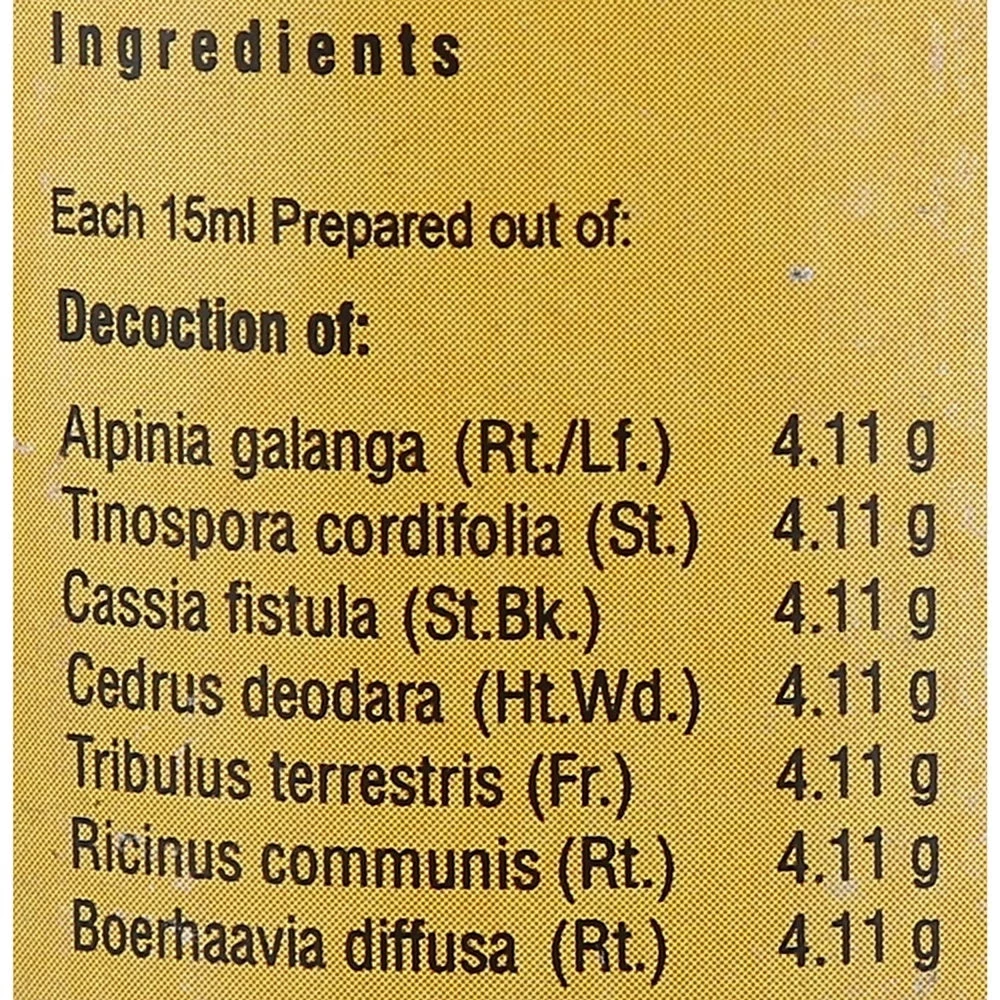 Ingredients
Each 15ml Prepared out of:
Decoction of:
Alpinia galanga (Rt./Lf.) 4.11 g
Tinospora cordifolia (St.) 4.11 g
Cassia fistula (St.Bk.) 4.11 g
Cedrus deodara (Ht.Wd.) 4.11 g
Tribulus terrestris (Fr.) 4.11 g
Ricinus communis (Rt.) 4.11 g
Boerhaavia diffusa (Rt.) 4.11 g